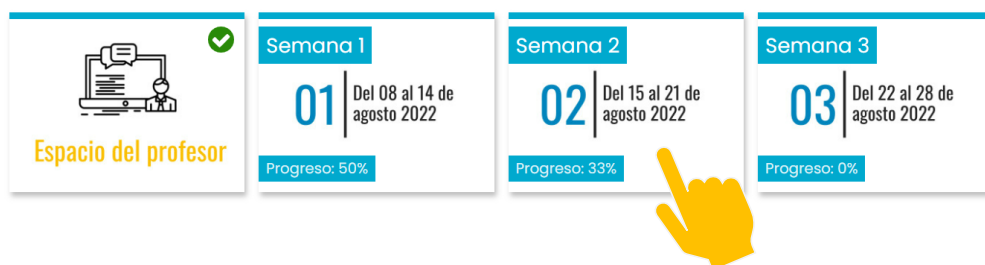 Espacio del profesor
Semana 1
01
Del 08 al 14 de
agosto 2022
Progreso: 50%
Semana 2
02
Del 15 al 21 de
agosto 2022
Progreso: 33%
Semana 3
03
Del 22 al 28 de
agosto 2022
Progreso: 0%